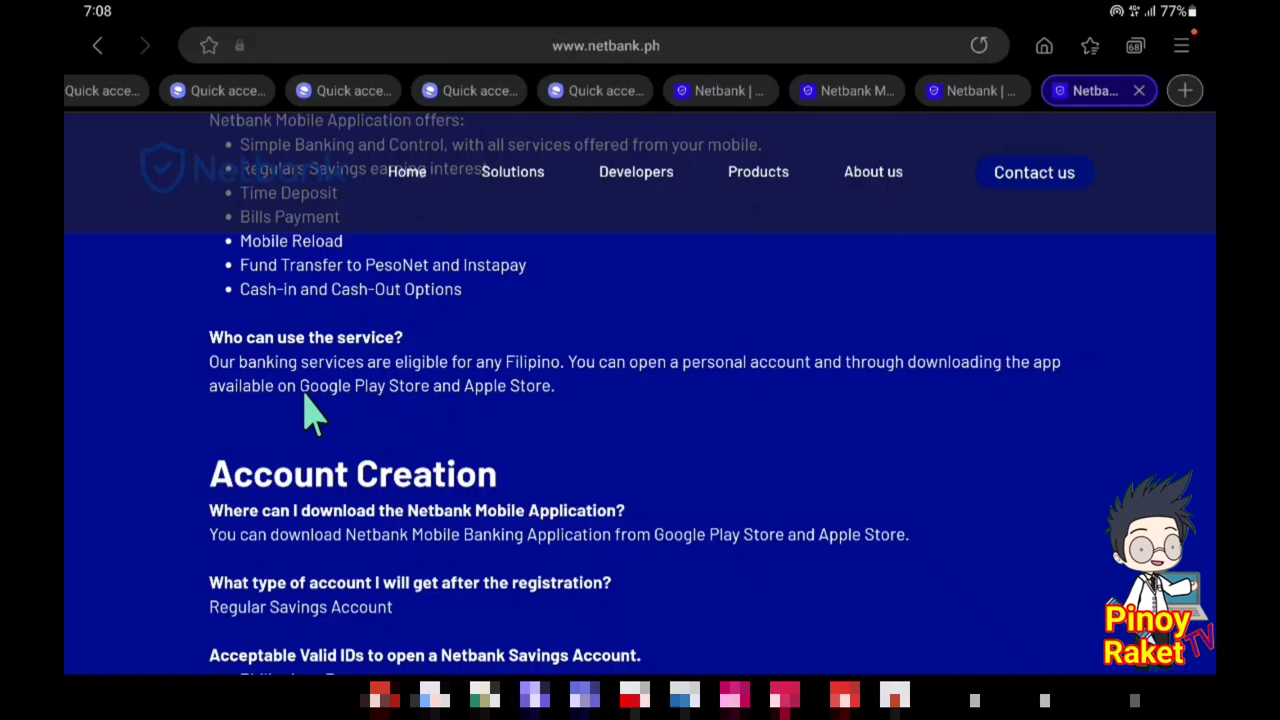 7:08
77%
www.netbank.ph
68
Quick acce...
Quick acce...
Quick acce...
Quick acce...
Quick acce...
Netbank | ...
Netbank M...
Netbank | ...
Netba...
Netbank Mobile Application offers:
• Simple Banking and Control, with all services offered from your mobile.
• Regular Savings earning interest
Netbank
Home
Solutions
Developers
Products
About us
Contact us
• Time Deposit
• Bills Payment
• Mobile Reload
• Fund Transfer to PesoNet and Instapay
• Cash-in and Cash-Out Options
Who can use the service?
Our banking services are eligible for any Filipino. You can open a personal account and through downloading the app
available on Google Play Store and Apple Store.
Account Creation
Where can I download the Netbank Mobile Application?
You can download Netbank Mobile Banking Application from Google Play Store and Apple Store.
What type of account I will get after the registration?
Regular Savings Account
Acceptable Valid IDs to open a Netbank Savings Account.
Pinoy
Raket TV